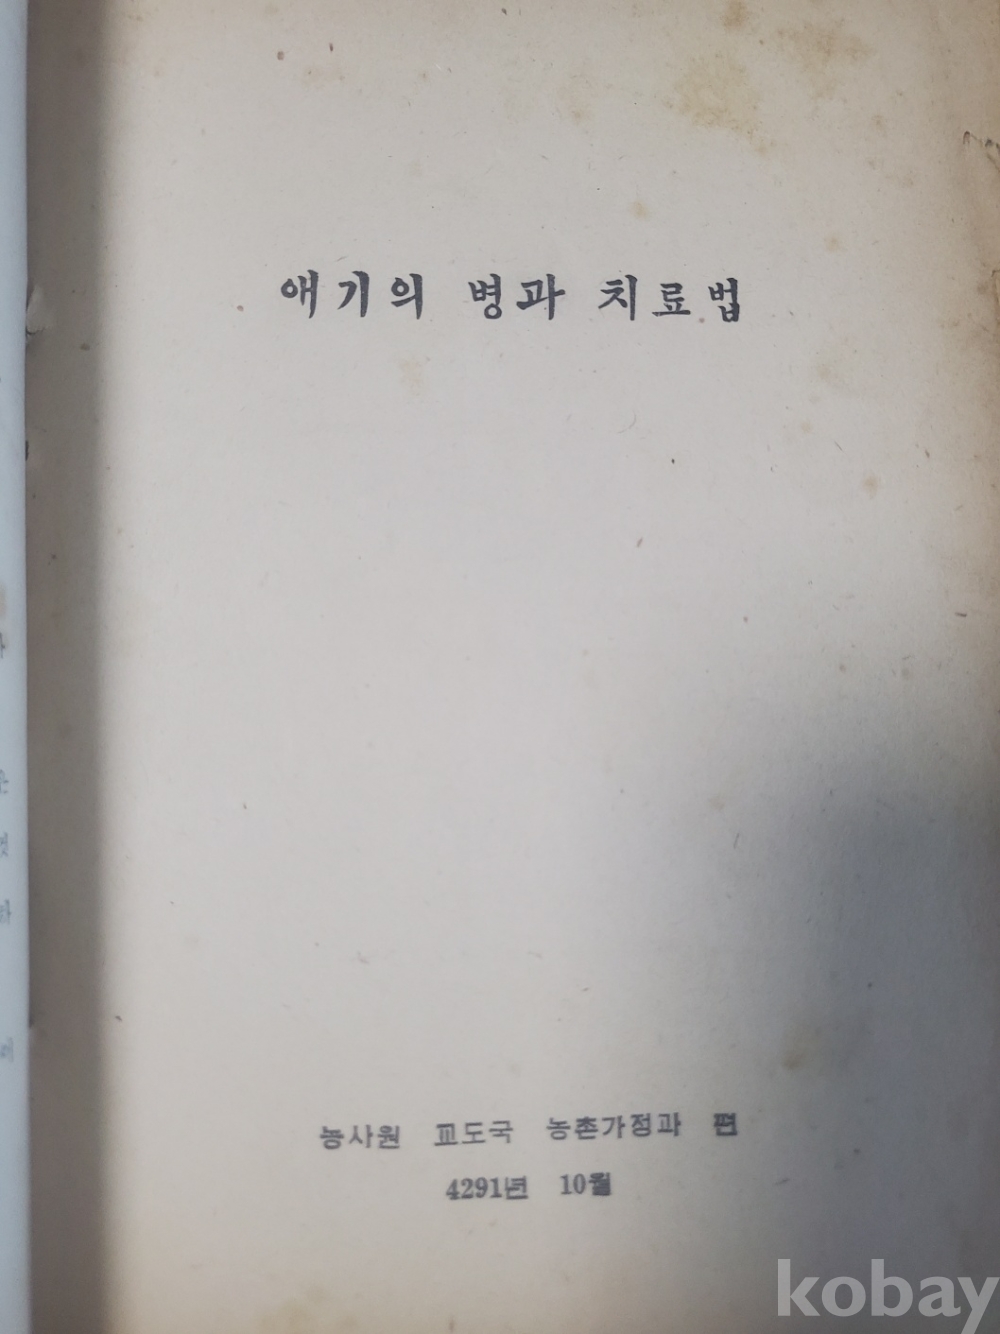 애기의 병과 치료법
농사원 교도국 농촌가정과 편
4291년 10월
kobay